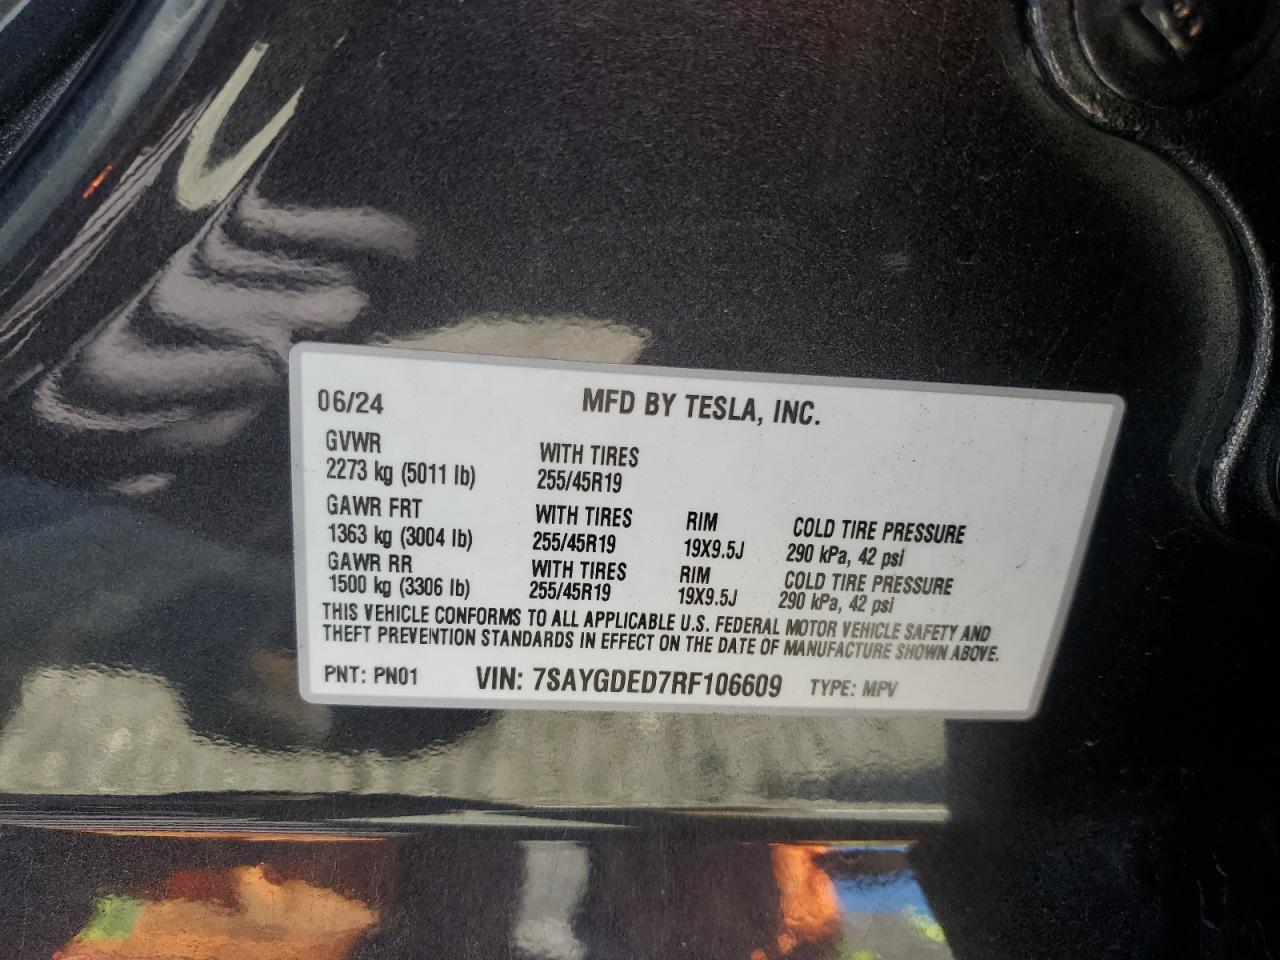 06/24 MFD BY TESLA, INC.
GVWR WITH TIRES
2273 kg (5011 lb) 255/45R19
GAWR FRT WITH TIRES RIM COLD TIRE PRESSURE
1363 kg (3004 lb) 255/45R19 19X9.5J 290 kPa, 42 psi
GAWR RR WITH TIRES RIM COLD TIRE PRESSURE
1500 kg (3306 lb) 255/45R19 19X9.5J 290 kPa, 42 psi
THIS VEHICLE CONFORMS TO ALL APPLICABLE U.S. FEDERAL MOTOR VEHICLE SAFETY AND
THEFT PREVENTION STANDARDS IN EFFECT ON THE DATE OF MANUFACTURE SHOWN ABOVE.
PNT: PN01 VIN: 7SAYGDED7RF106609 TYPE: MPV